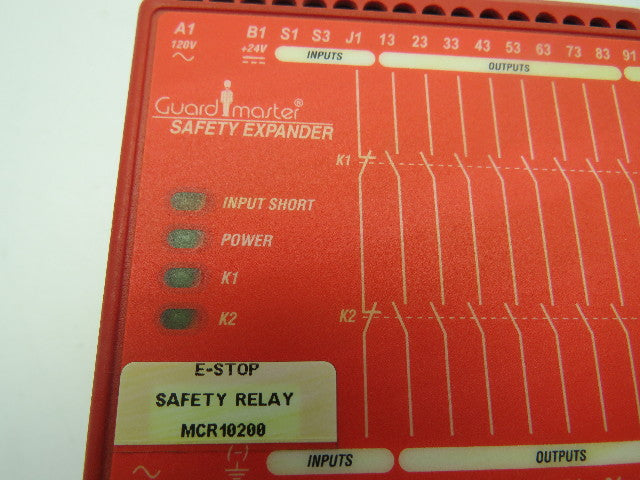 A1 B1 S1 S3 J1 13 23 33 43 53 63 73 83 91
120V +24V INPUTS OUTPUTS
Guardmaster®
SAFETY EXPANDER
K1
INPUT SHORT
POWER
K1
K2
K2
E-STOP
SAFETY RELAY
MCR10200
(-) INPUTS OUTPUTS